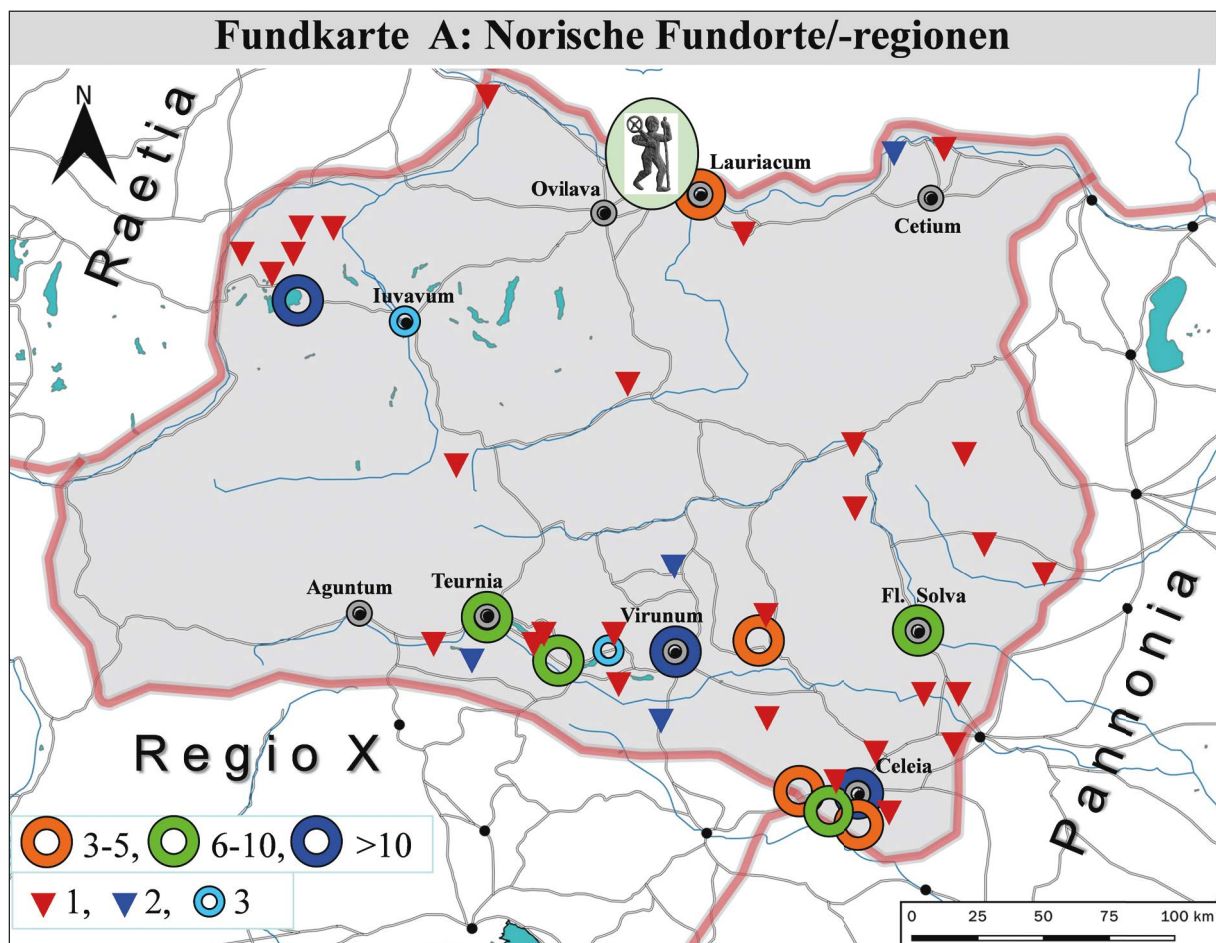 Fundkarte A: Norische Fundorte/-regionen
N
Raetia
Lauriacum
Ovilava
Cetium
Iuvavum
Aguntum
Teurnia
Virunum
Fl. Solva
Pannonia
Regio X
Celeia
3-5, 6-10, >10
1, 2, 3
0 25 50 75 100 km